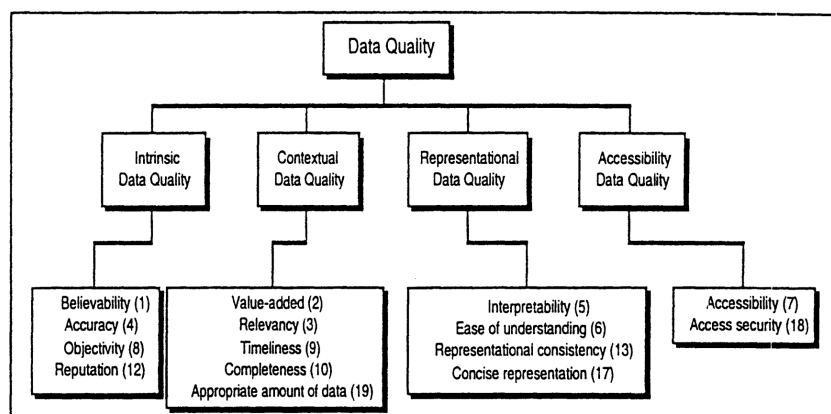 Data Quality
Intrinsic
Data Quality
Contextual
Data Quality
Representational
Data Quality
Accessibility
Data Quality
Believability (1)
Accuracy (4)
Objectivity (8)
Reputation (12)
Value-added (2)
Relevancy (3)
Timeliness (9)
Completeness (10)
Appropriate amount of data (19)
Interpretability (5)
Ease of understanding (6)
Representational consistency (13)
Concise representation (17)
Accessibility (7)
Access security (18)